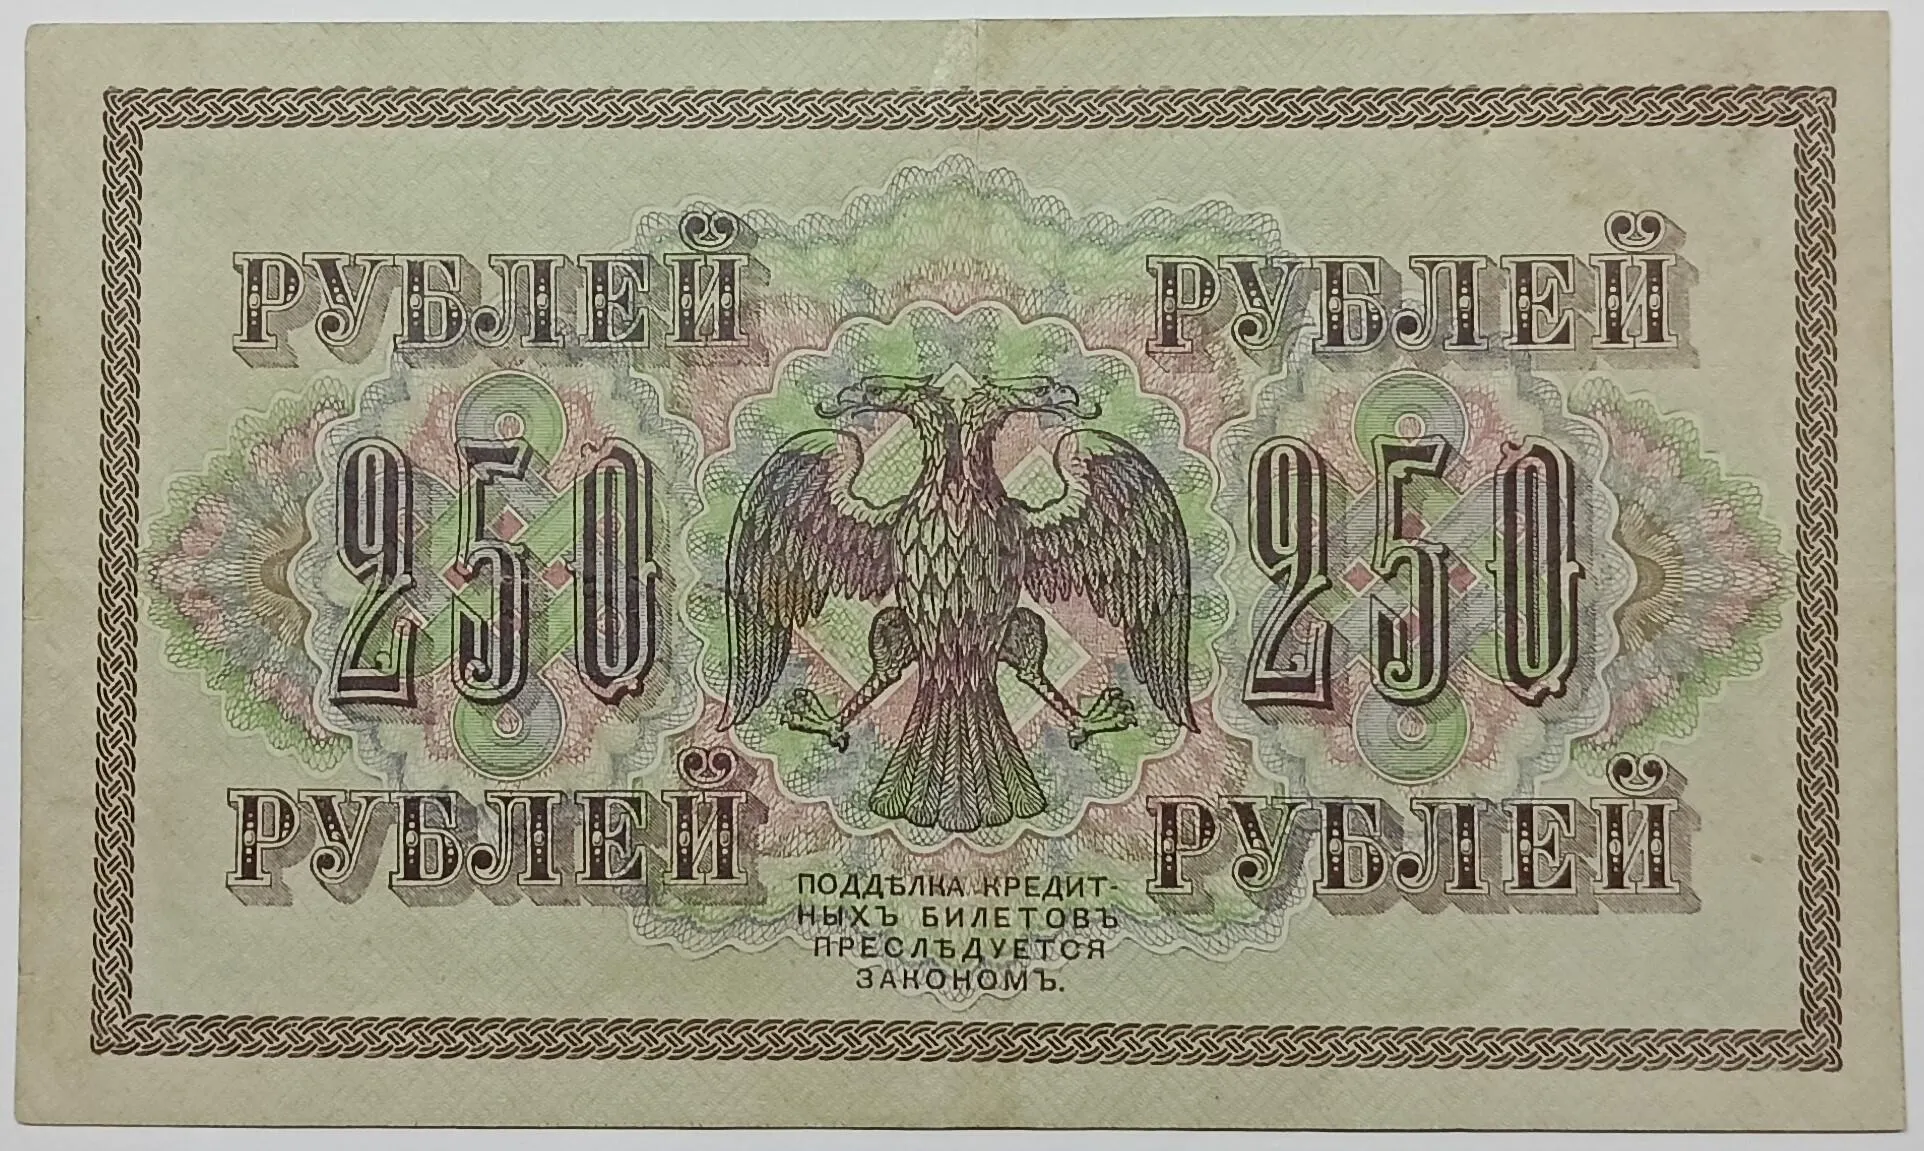 РУБЛЕЙ РУБЛЕЙ
250 250
РУБЛЕЙ РУБЛЕЙ
ПОДДѢЛКА КРЕДИТ-
НЫХЪ БИЛЕТОВЪ
ПРЕСЛѢДУЕТСЯ
ЗАКОНОМЪ.